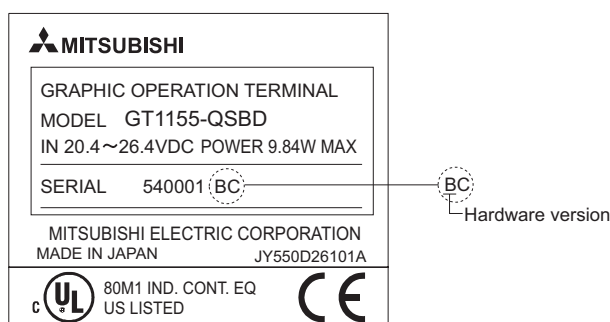 MITSUBISHI
GRAPHIC OPERATION TERMINAL
MODEL GT1155-QSBD
IN 20.4～26.4VDC POWER 9.84W MAX
SERIAL 540001 BC
BC
Hardware version
MITSUBISHI ELECTRIC CORPORATION
MADE IN JAPAN JY550D26101A
C UL 80M1 IND. CONT. EQ
US LISTED
CE